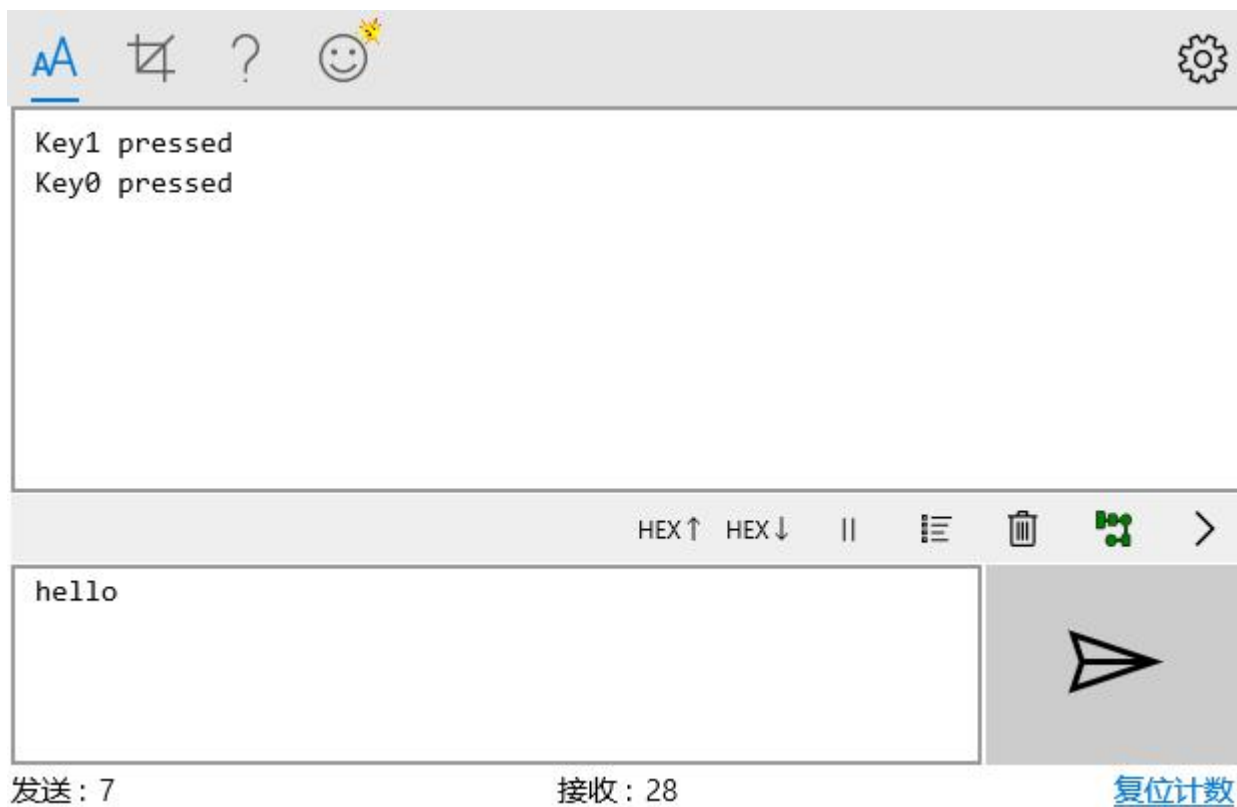 AA
Key1 pressed
Key0 pressed
HEX↑ HEX↓
hello
发送：7 接收：28 复位计数